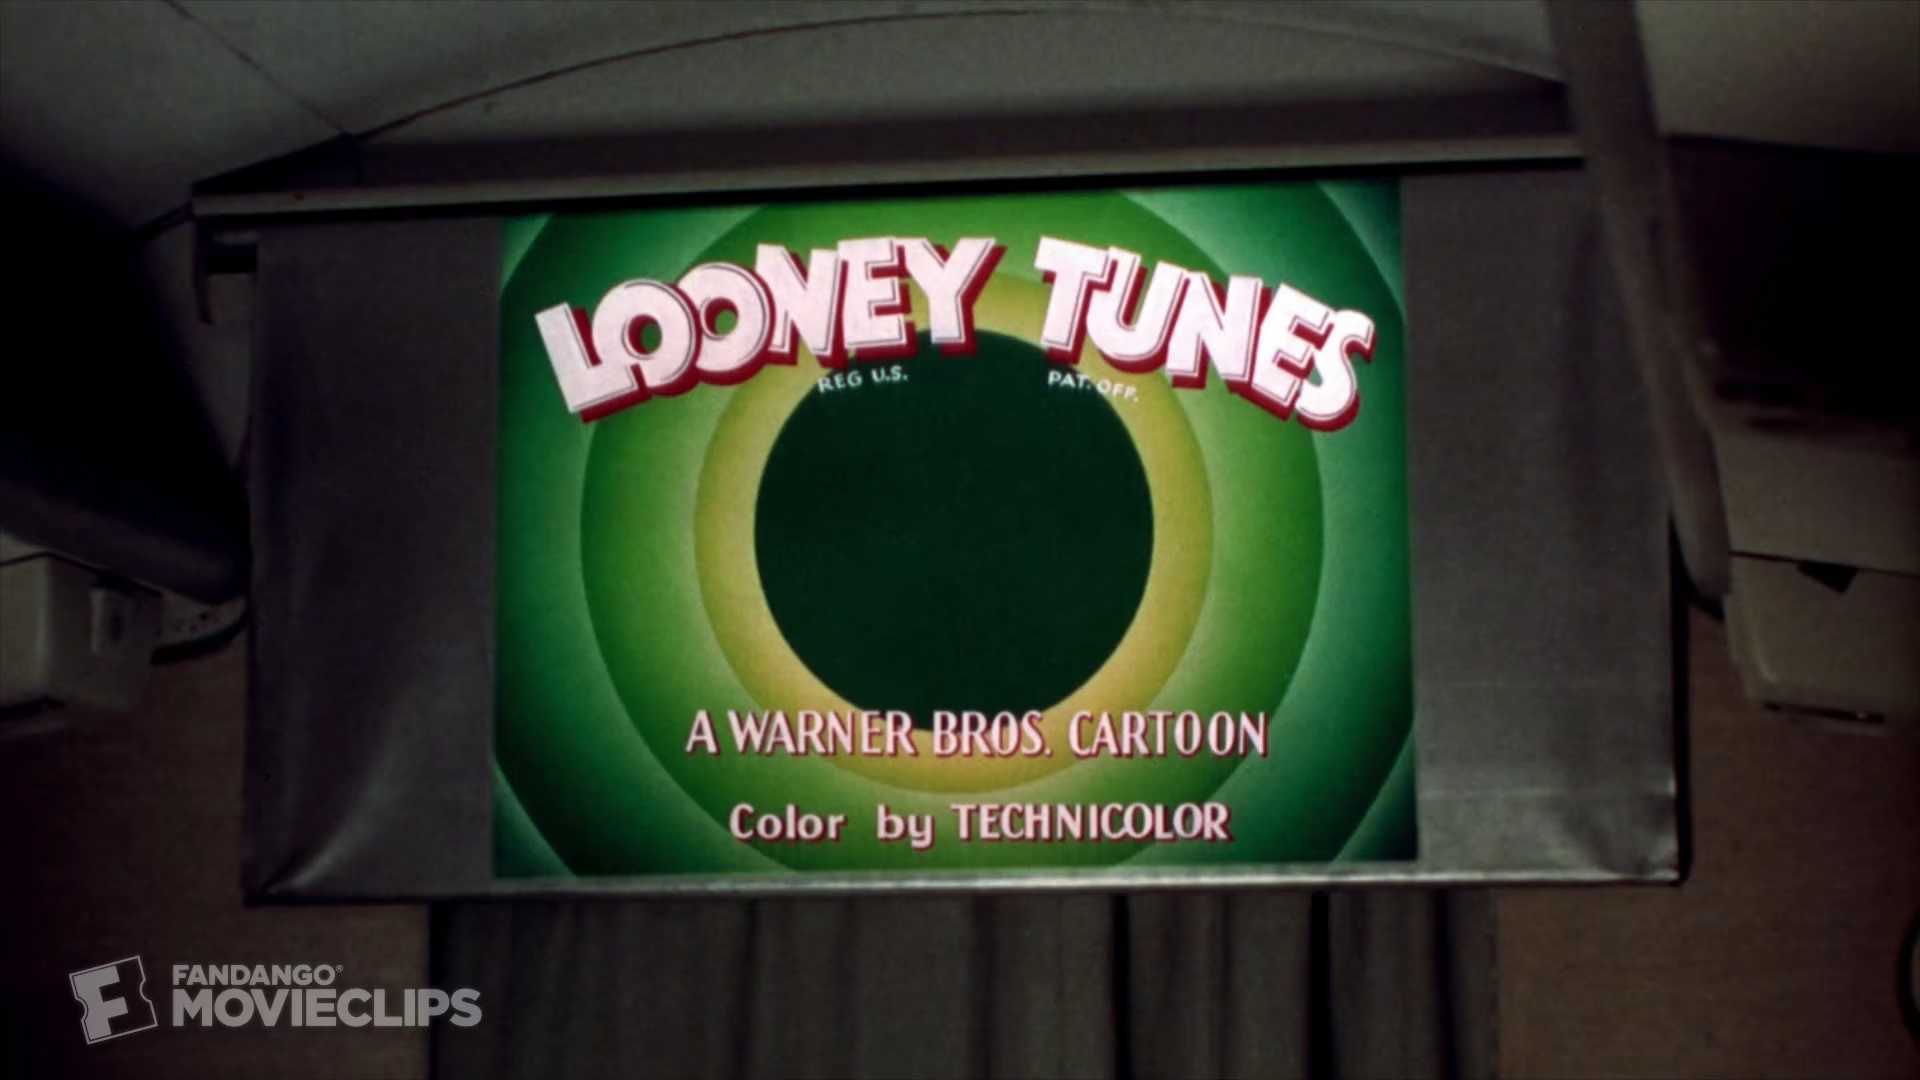 LOONEY TUNES
REG U.S. PAT. OFF.
A WARNER BROS. CARTOON
Color by TECHNICOLOR
FANDANGO®
MOVIECLIPS